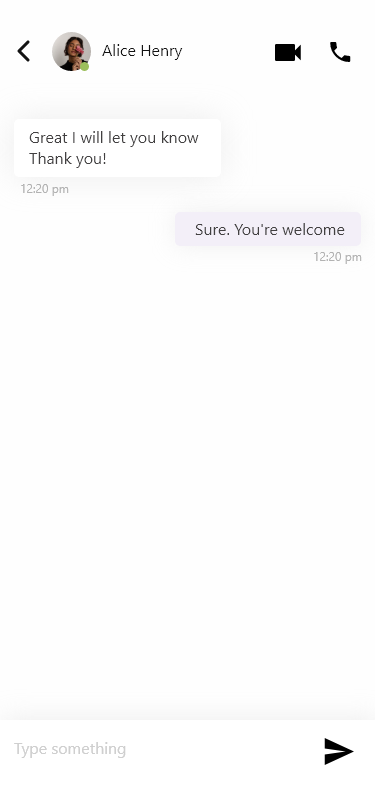 Alice Henry
Great I will let you know
Thank you!
12:20 pm
Sure. You're welcome
12:20 pm
Type something